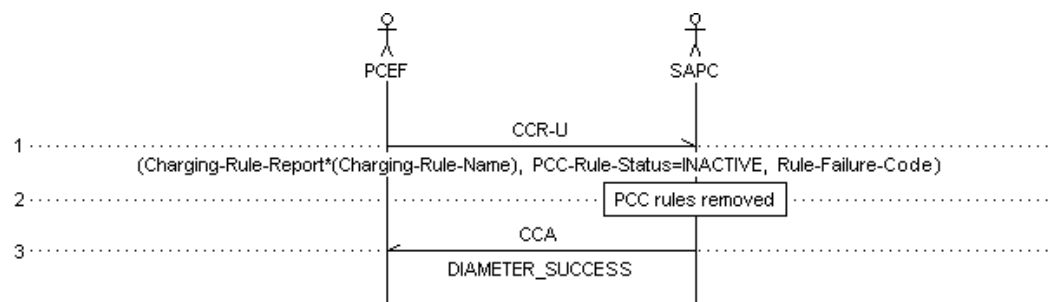 PCEF
SAPC
CCR-U
1
(Charging-Rule-Report*(Charging-Rule-Name), PCC-Rule-Status=INACTIVE, Rule-Failure-Code)
2
PCC rules removed
CCA
3
DIAMETER_SUCCESS